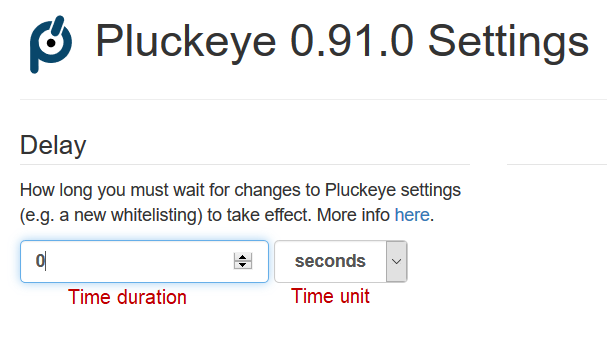 Pluckeye 0.91.0 Settings
Delay
How long you must wait for changes to Pluckeye settings
(e.g. a new whitelisting) to take effect. More info here.
0 seconds
Time duration Time unit